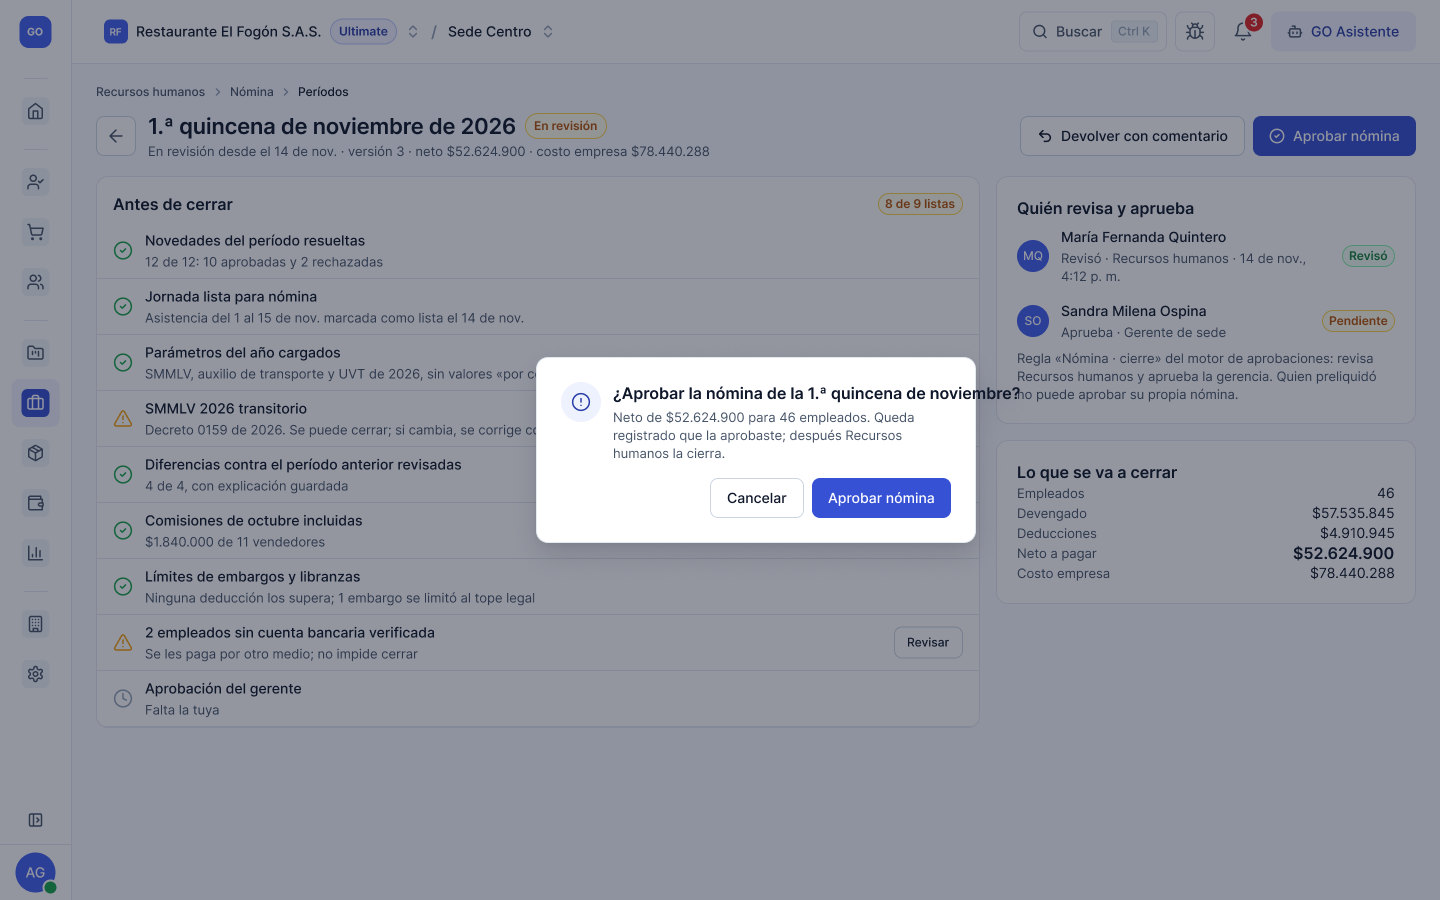 GO
RF Restaurante El Fogón S.A.S. Ultimate / Sede Centro
Buscar Ctrl K
3
GO Asistente
Recursos humanos > Nómina > Períodos
1.ª quincena de noviembre de 2026 En revisión
En revisión desde el 14 de nov. · versión 3 · neto $52.624.900 · costo empresa $78.440.288
Devolver con comentario
Aprobar nómina
Antes de cerrar
8 de 9 listas
Novedades del período resueltas
12 de 12: 10 aprobadas y 2 rechazadas
Jornada lista para nómina
Asistencia del 1 al 15 de nov. marcada como lista el 14 de nov.
Parámetros del año cargados
SMMLV, auxilio de transporte y UVT de 2026, sin valores «por
SMMLV 2026 transitorio
Decreto 0159 de 2026. Se puede cerrar; si cambia, se corrige
Diferencias contra el período anterior revisadas
4 de 4, con explicación guardada
Comisiones de octubre incluidas
$1.840.000 de 11 vendedores
Límites de embargos y libranzas
Ninguna deducción los supera; 1 embargo se limitó al tope legal
2 empleados sin cuenta bancaria verificada
Se les paga por otro medio; no impide cerrar
Revisar
Aprobación del gerente
Falta la tuya
¿Aprobar la nómina de la 1.ª quincena de noviembre?
Neto de $52.624.900 para 46 empleados. Queda
registrado que la aprobaste; después Recursos
humanos la cierra.
Cancelar
Aprobar nómina
Quién revisa y aprueba
MQ
María Fernanda Quintero
Revisó · Recursos humanos · 14 de nov.,
4:12 p. m.
Revisó
SO
Sandra Milena Ospina
Aprueba · Gerente de sede
Pendiente
Regla «Nómina · cierre» del motor de aprobaciones: revisa
Recursos humanos y aprueba la gerencia. Quien preliquidó
no puede aprobar su propia nómina.
Lo que se va a cerrar
Empleados 46
Devengado $57.535.845
Deducciones $4.910.945
Neto a pagar $52.624.900
Costo empresa $78.440.288
AG